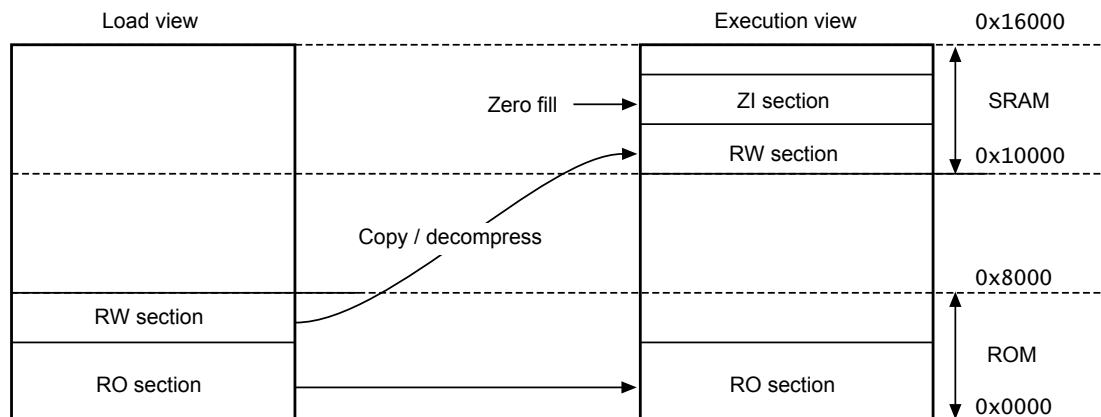 Load view
Execution view
0x16000
Zero fill
ZI section
SRAM
RW section
0x10000
Copy / decompress
0x8000
RW section
ROM
RO section
RO section
0x0000